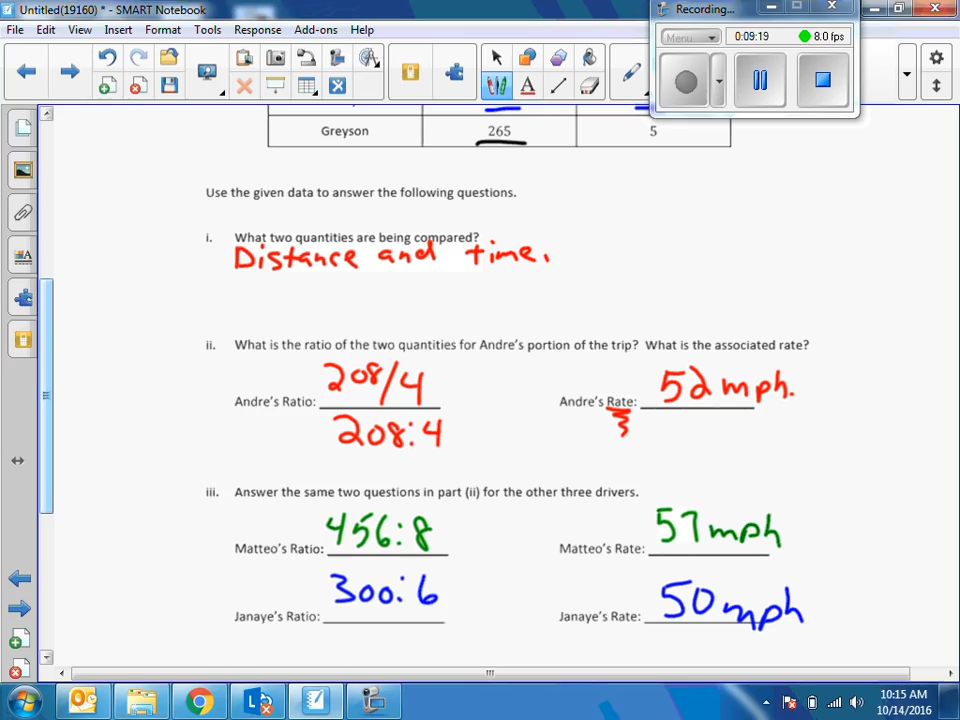 Untitled(19160) * - SMART Notebook
Recording...
File Edit View Insert Format Tools Response Add-ons Help
Menu 0:09:19 8.0 fps
Greyson 265 5
Use the given data to answer the following questions.
i. What two quantities are being compared?
Distance and time.
ii. What is the ratio of the two quantities for Andre's portion of the trip? What is the associated rate?
Andre's Ratio: 208/4 Andre's Rate: 52 mph.
208:4
iii. Answer the same two questions in part (ii) for the other three drivers.
Matteo's Ratio: 456:8 Matteo's Rate: 57 mph
Janaye's Ratio: 300:6 Janaye's Rate: 50 mph
10:15 AM
10/14/2016